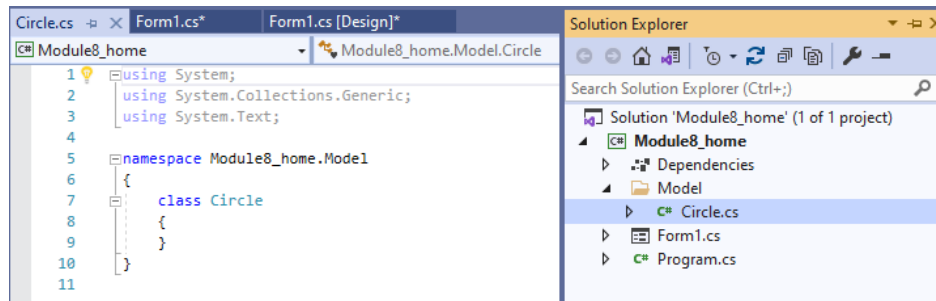 Circle.cs
Form1.cs*
Form1.cs [Design]*
C# Module8_home
Module8_home.Model.Circle
1 using System;
2 using System.Collections.Generic;
3 using System.Text;
4
5 namespace Module8_home.Model
6 {
7 class Circle
8 {
9 }
10 }
11
Solution Explorer
Search Solution Explorer (Ctrl+;)
Solution 'Module8_home' (1 of 1 project)
C# Module8_home
Dependencies
Model
C# Circle.cs
Form1.cs
C# Program.cs